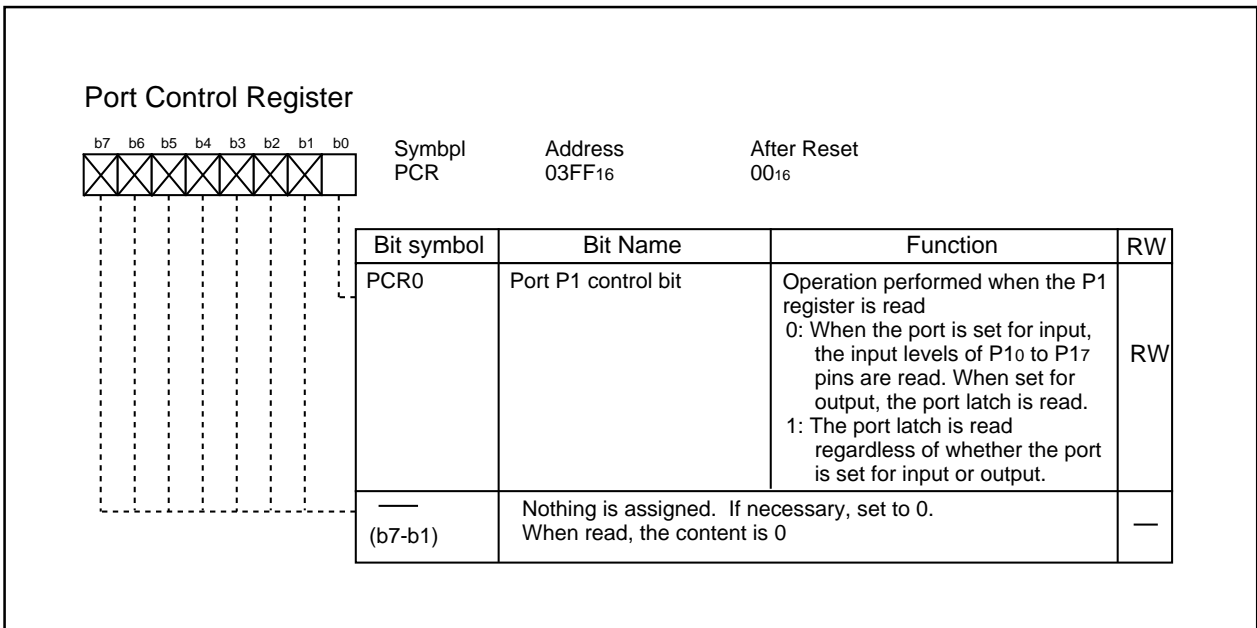 Port Control Register
b7 b6 b5 b4 b3 b2 b1 b0
Symbpl Address After Reset
PCR 03FF16 0016
Bit symbol Bit Name Function RW
PCR0 Port P1 control bit Operation performed when the P1
register is read
0: When the port is set for input,
the input levels of P10 to P17
pins are read. When set for
output, the port latch is read.
1: The port latch is read
regardless of whether the port
is set for input or output.
RW
— Nothing is assigned. If necessary, set to 0.
(b7-b1) When read, the content is 0
—